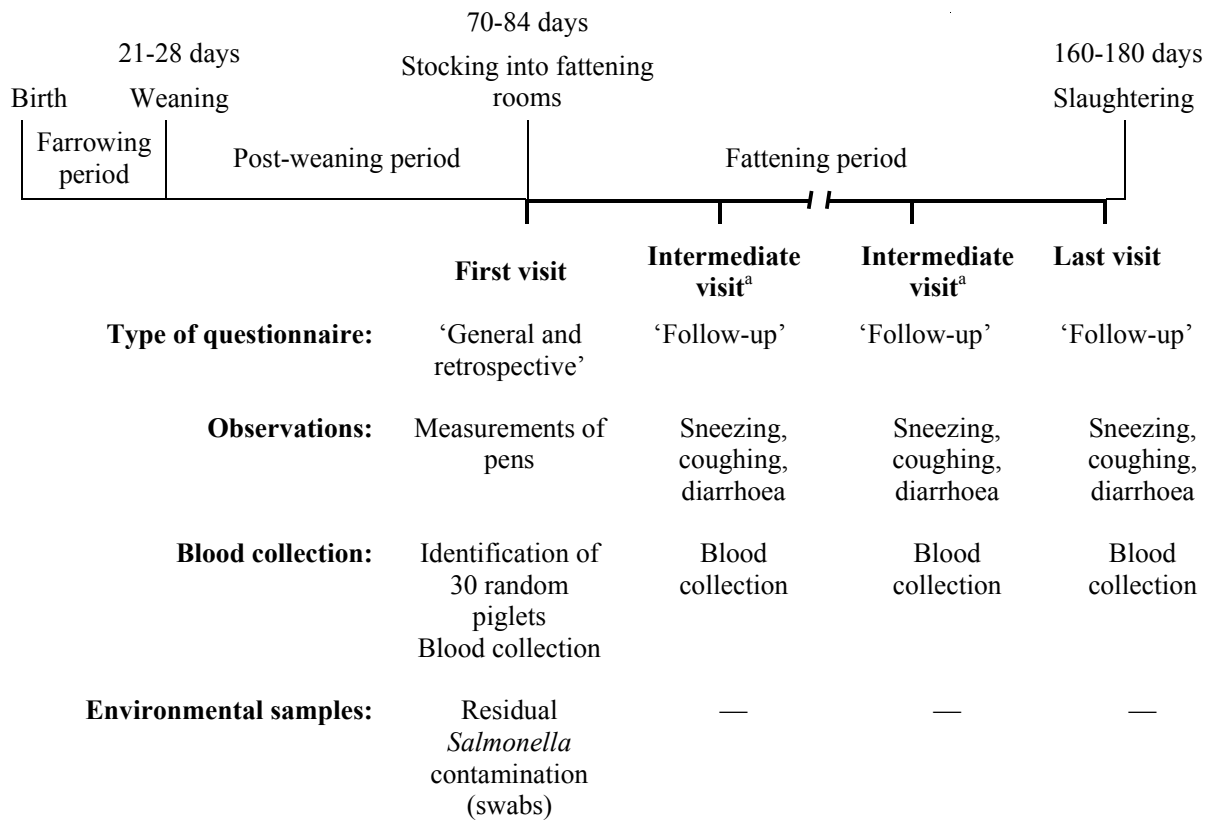 70-84 days
21-28 days
Stocking into fattening
160-180 days
Birth Weaning
rooms
Slaughtering
Farrowing
period
Post-weaning period
Fattening period
First visit
Intermediate
visitᵃ
Intermediate
visitᵃ
Last visit
Type of questionnaire:
‘General and
retrospective’
‘Follow-up’
‘Follow-up’
‘Follow-up’
Observations:
Measurements of
pens
Sneezing,
coughing,
diarrhoea
Sneezing,
coughing,
diarrhoea
Sneezing,
coughing,
diarrhoea
Blood collection:
Identification of
30 random
piglets
Blood collection
Blood
collection
Blood
collection
Blood
collection
Environmental samples:
Residual
Salmonella
contamination
(swabs)
—
—
—